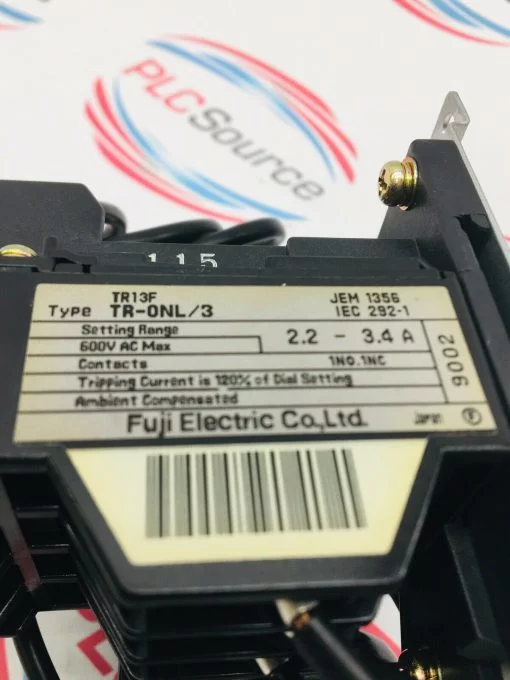 PLC Source
115
TR13F
JEM 1356
Type TR-0NL/3
IEC 292-1
Setting Range
2.2 - 3.4 A
600V AC Max
Contacts 1NO.1NC
Tripping Current is 120% of Dial Setting
Ambient Compensated
Fuji Electric Co.,Ltd.
Japan
9002